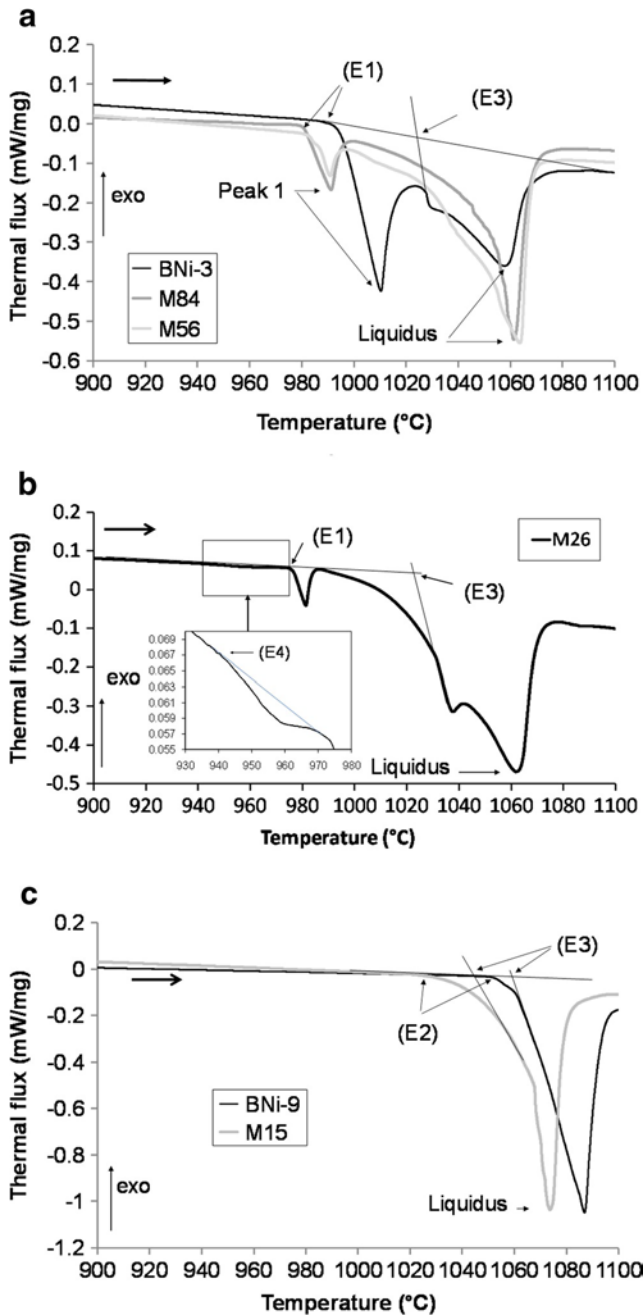 a
0.2
0.1
0.0
-0.1
-0.2
-0.3
-0.4
-0.5
-0.6
Thermal flux (mW/mg)
(E1)
(E3)
exo
Peak 1
BNi-3
M84
M56
Liquidus
900 920 940 960 980 1000 1020 1040 1060 1080 1100
Temperature (°C)
b
0.2
0.1
0
-0.1
-0.2
-0.3
-0.4
-0.5
Thermal flux (mW/mg)
(E1)
M26
(E3)
exo
0.069
0.067
0.065
0.063
0.061
0.059
0.057
0.055
(E4)
930 940 950 960 970 980
Liquidus
900 920 940 960 980 1000 1020 1040 1060 1080 1100
Temperature (°C)
c
0.2
0
-0.2
-0.4
-0.6
-0.8
-1
-1.2
Thermal flux (mW/mg)
(E3)
(E2)
BNi-9
M15
exo
Liquidus
900 920 940 960 980 1000 1020 1040 1060 1080 1100
Temperature (°C)